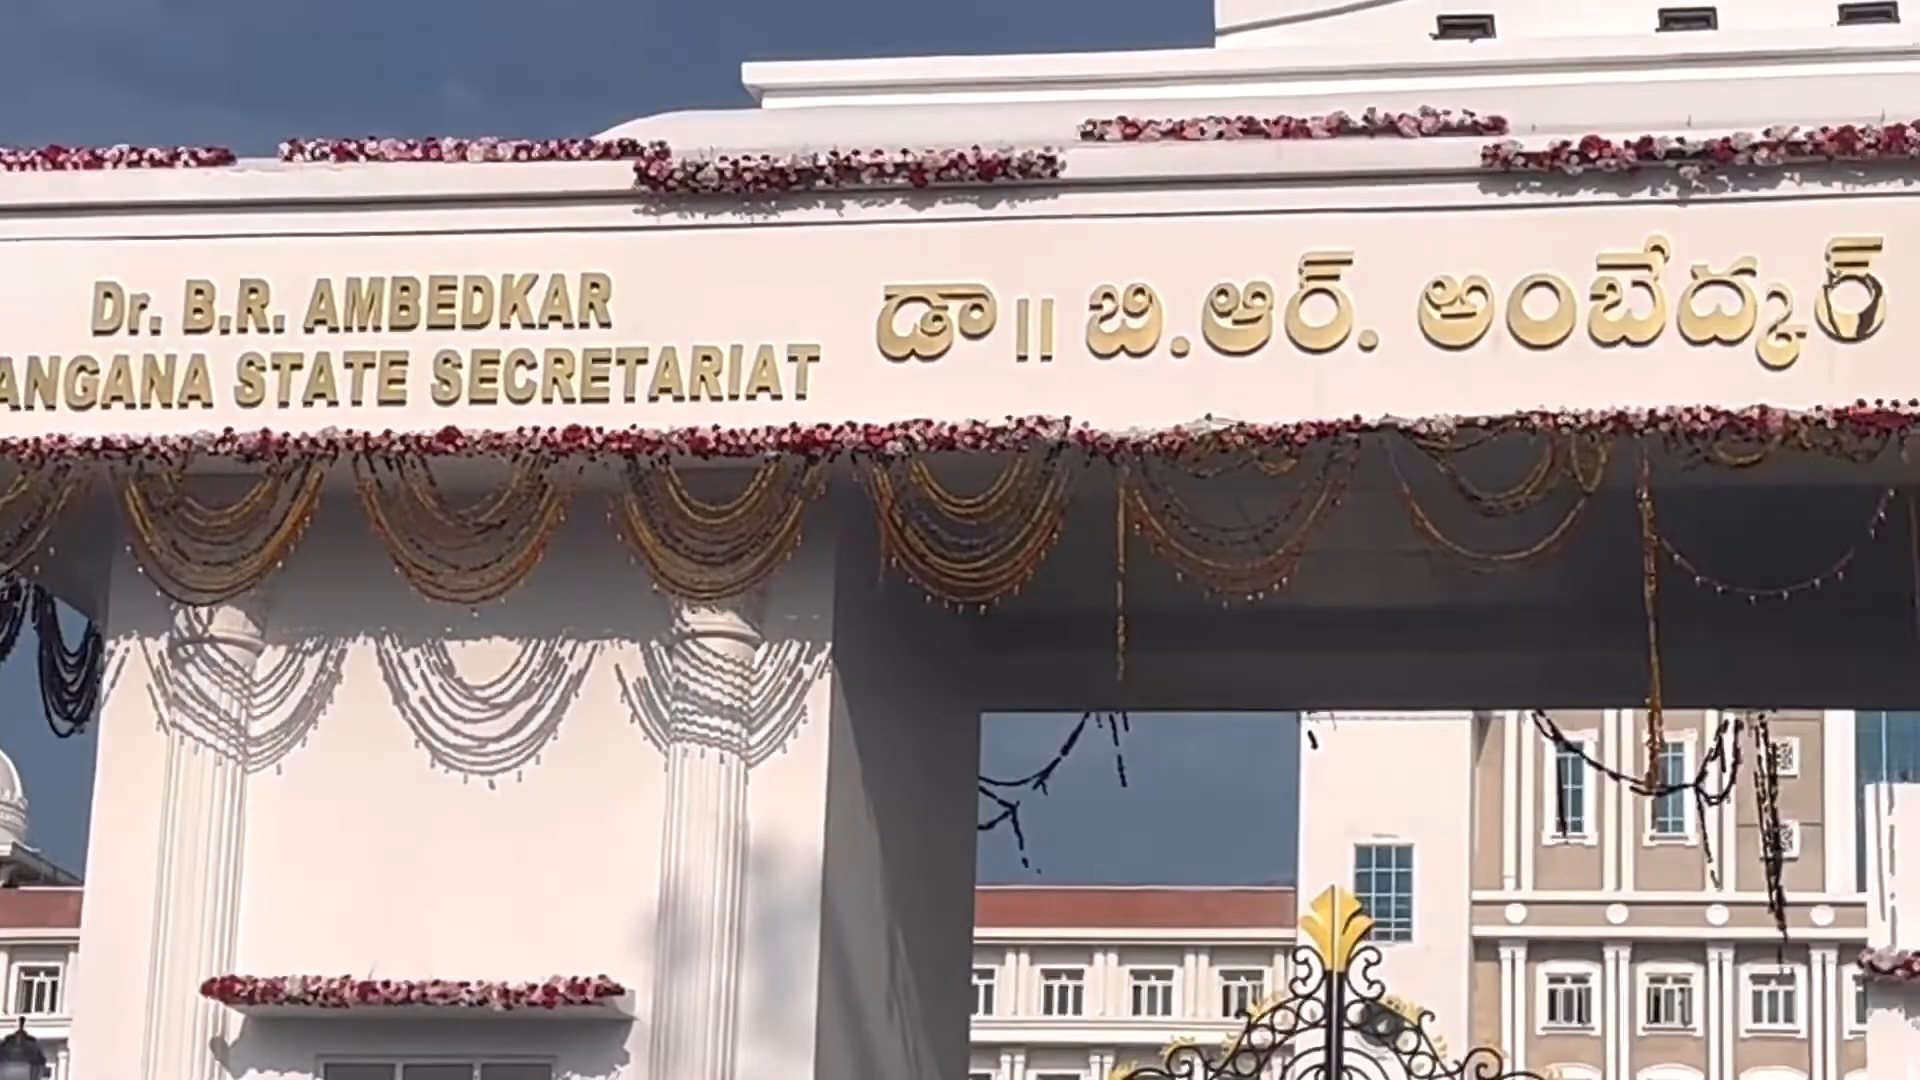 Dr. B.R. AMBEDKAR
ANGANA STATE SECRETARIAT
డా॥ బి.ఆర్. అంబేద్కర్